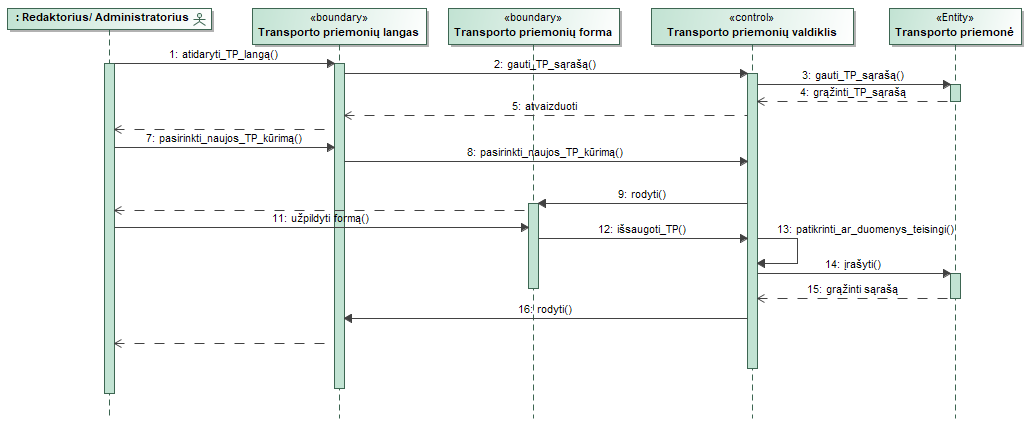 : Redaktorius/ Administratorius
«boundary»
Transporto priemonių langas
«boundary»
Transporto priemonių forma
«control»
Transporto priemonių valdiklis
«Entity»
Transporto priemonė
1: atidaryti_TP_langą()
2: gauti_TP_sąrašą()
3: gauti_TP_sąrašą()
4: grąžinti_TP_sąrašą
5: atvaizduoti
7: pasirinkti_naujos_TP_kūrimą()
8: pasirinkti_naujos_TP_kūrimą()
9: rodyti()
11: užpildyti formą()
12: išsaugoti_TP()
13: patikrinti_ar_duomenys_teisingi()
14: įrašyti()
15: grąžinti sąrašą
16: rodyti()